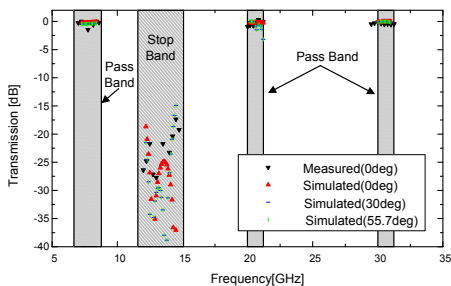 0
-5
-10
-15
-20
-25
-30
-35
-40
Transmission [dB]
Pass
Band
Stop
Band
Pass Band
Measured(0deg)
Simulated(0deg)
Simulated(30deg)
Simulated(55.7deg)
5 10 15 20 25 30 35
Frequency[GHz]